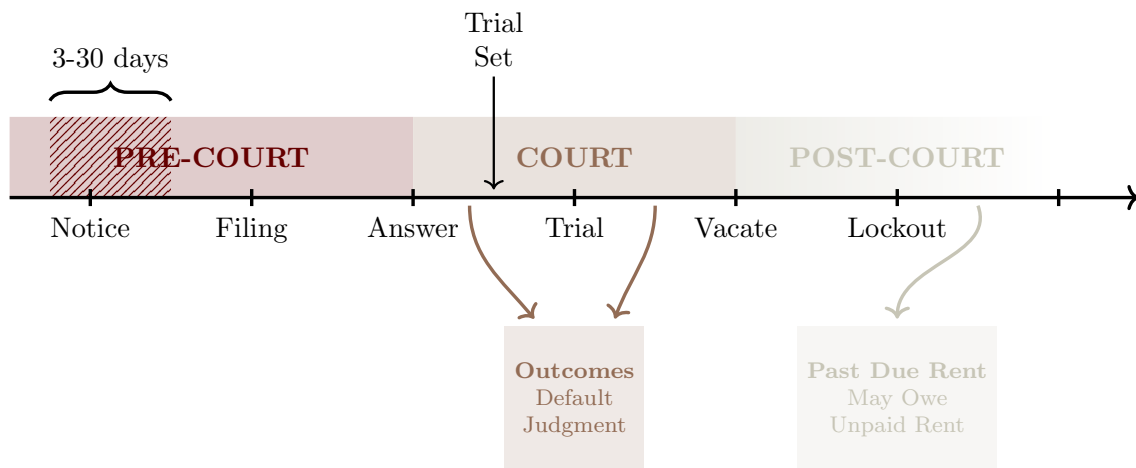 Trial
Set
3-30 days
PRE-COURT
COURT
POST-COURT
Notice
Filing
Answer
Trial
Vacate
Lockout
Outcomes
Default
Judgment
Past Due Rent
May Owe
Unpaid Rent